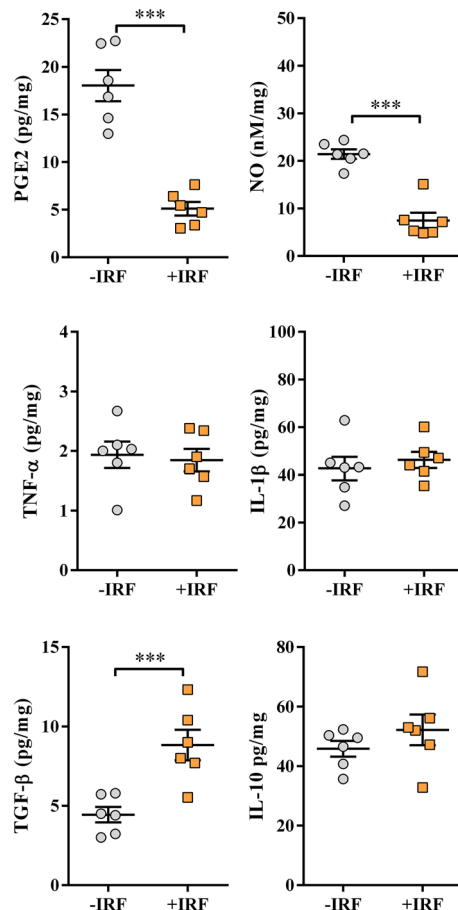 PGE2 (pg/mg)
25
20
15
10
5
0
***
-IRF
+IRF
NO (nM/mg)
50
40
30
20
10
0
***
-IRF
+IRF
TNF-α (pg/mg)
4
3
2
1
0
-IRF
+IRF
IL-1β (pg/mg)
100
80
60
40
20
0
-IRF
+IRF
TGF-β (pg/mg)
15
10
5
0
***
-IRF
+IRF
IL-10 pg/mg)
80
60
40
20
0
-IRF
+IRF